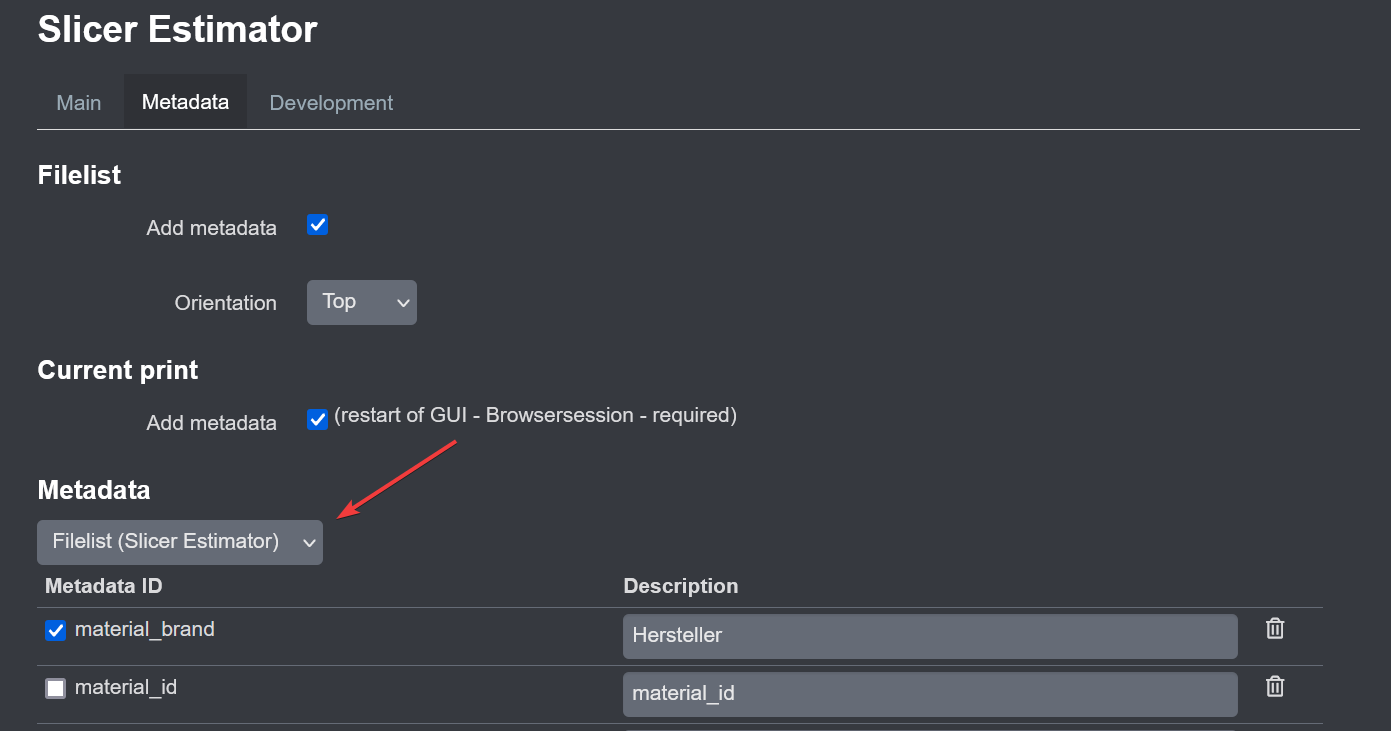 Slicer Estimator
Main Metadata Development
Filelist
Add metadata
Orientation Top
Current print
Add metadata (restart of GUI - Browsersession - required)
Metadata
Filelist (Slicer Estimator)
Metadata ID Description
material_brand Hersteller
material_id material_id